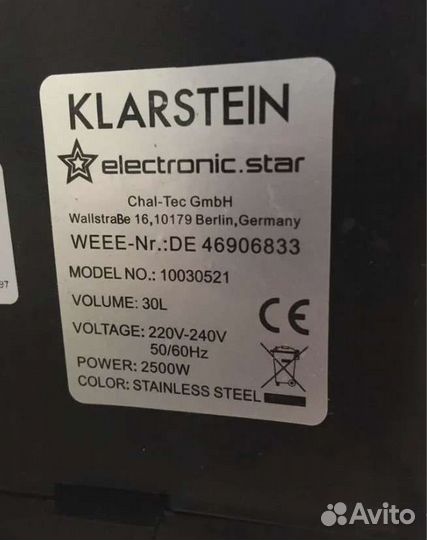 KLARSTEIN
electronic.star
Chal-Tec GmbH
Wallstraße 16,10179 Berlin,Germany
WEEE-Nr.:DE 46906833
MODEL NO.: 10030521
VOLUME: 30L
VOLTAGE: 220V-240V
50/60Hz
POWER: 2500W
COLOR: STAINLESS STEEL
CE
97
Avito